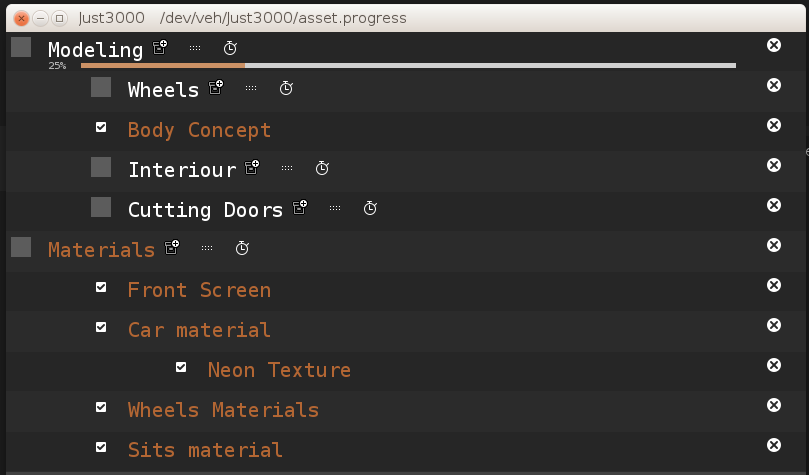 Just3000 /dev/veh/Just3000/asset.progress
Modeling
25%
Wheels
Body Concept
Interiour
Cutting Doors
Materials
Front Screen
Car material
Neon Texture
Wheels Materials
Sits material